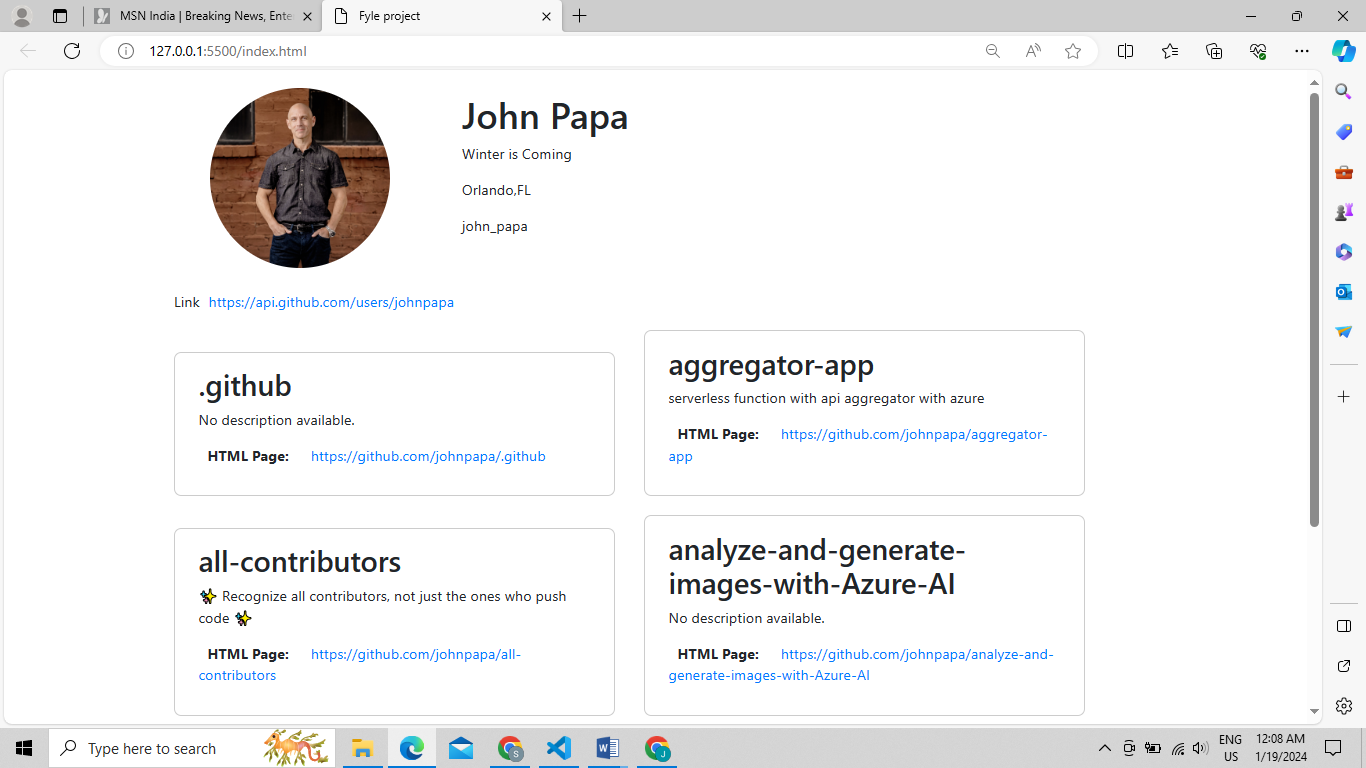 MSN India | Breaking News, Ente
Fyle project
127.0.0.1:5500/index.html
John Papa
Winter is Coming
Orlando,FL
john_papa
Link https://api.github.com/users/johnpapa
.github
No description available.
HTML Page: https://github.com/johnpapa/.github
aggregator-app
serverless function with api aggregator with azure
HTML Page: https://github.com/johnpapa/aggregator-
app
all-contributors
✨ Recognize all contributors, not just the ones who push
code ✨
HTML Page: https://github.com/johnpapa/all-
contributors
analyze-and-generate-
images-with-Azure-AI
No description available.
HTML Page: https://github.com/johnpapa/analyze-and-
generate-images-with-Azure-AI
Type here to search
ENG
US
12:08 AM
1/19/2024